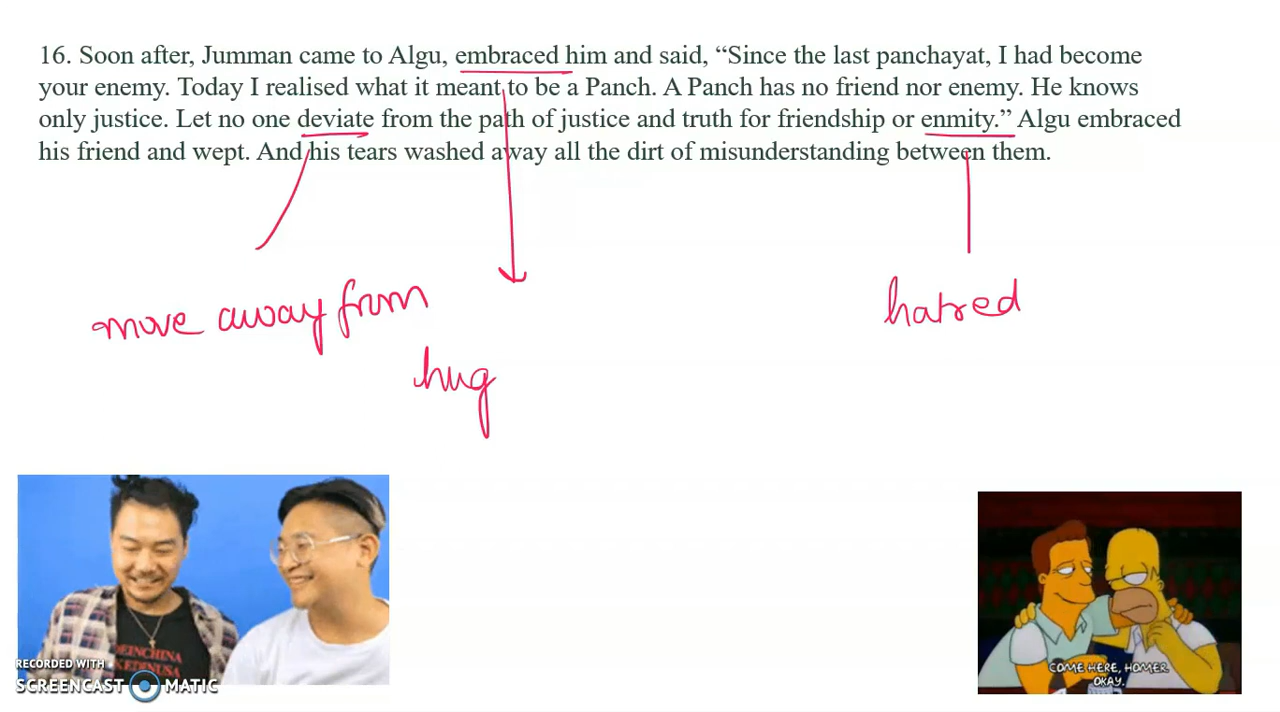 16. Soon after, Jumman came to Algu, embraced him and said, “Since the last panchayat, I had become
your enemy. Today I realised what it meant to be a Panch. A Panch has no friend nor enemy. He knows
only justice. Let no one deviate from the path of justice and truth for friendship or enmity.” Algu embraced
his friend and wept. And his tears washed away all the dirt of misunderstanding between them.
move away from
hatred
hug
RECORDED WITH
SCREENCAST MATIC
COME HERE, HOMER.
OKAY.